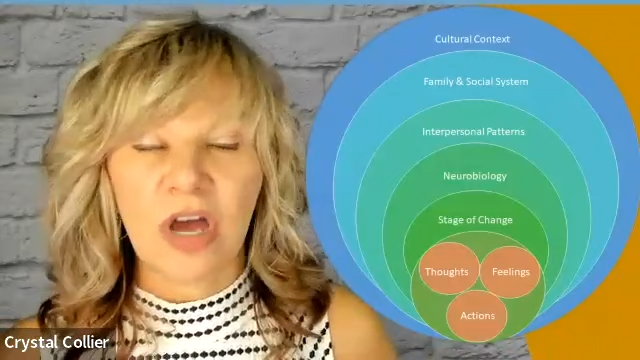 Cultural Context
Family & Social System
Interpersonal Patterns
Neurobiology
Stage of Change
Thoughts
Feelings
Actions
Crystal Collier